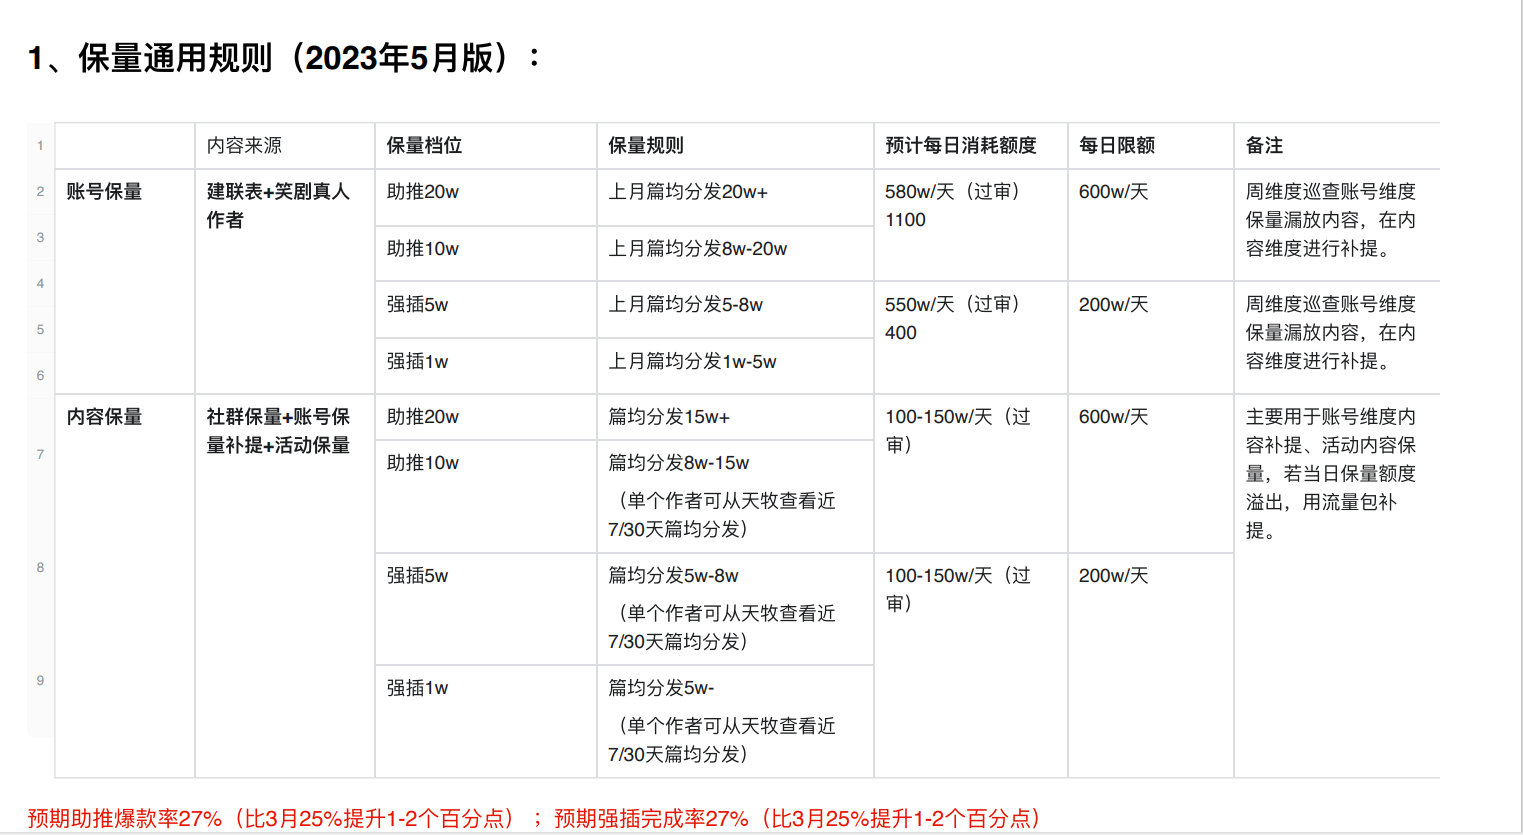 1、保量通用规则（2023年5月版）：
1
内容来源
保量档位
保量规则
预计每日消耗额度
每日限额
备注
2
账号保量
建联表+笑剧真人
作者
助推20w
上月篇均分发20w+
580w/天（过审）
1100
600w/天
周维度巡查账号维度
保量漏放内容，在内
容维度进行补提。
3
助推10w
上月篇均分发8w-20w
4
强插5w
上月篇均分发5-8w
550w/天（过审）
400
200w/天
周维度巡查账号维度
保量漏放内容，在内
容维度进行补提。
5
强插1w
上月篇均分发1w-5w
6
内容保量
社群保量+账号保
量补提+活动保量
助推20w
篇均分发15w+
100-150w/天（过
审）
600w/天
主要用于账号维度内
容补提、活动内容保
量，若当日保量额度
溢出，用流量包补
提。
7
助推10w
篇均分发8w-15w
（单个作者可从天牧查看近
7/30天篇均分发）
8
强插5w
篇均分发5w-8w
（单个作者可从天牧查看近
7/30天篇均分发）
100-150w/天（过
审）
200w/天
9
强插1w
篇均分发5w-
（单个作者可从天牧查看近
7/30天篇均分发）
预期助推爆款率27%（比3月25%提升1-2个百分点）；预期强插完成率27%（比3月25%提升1-2个百分点）